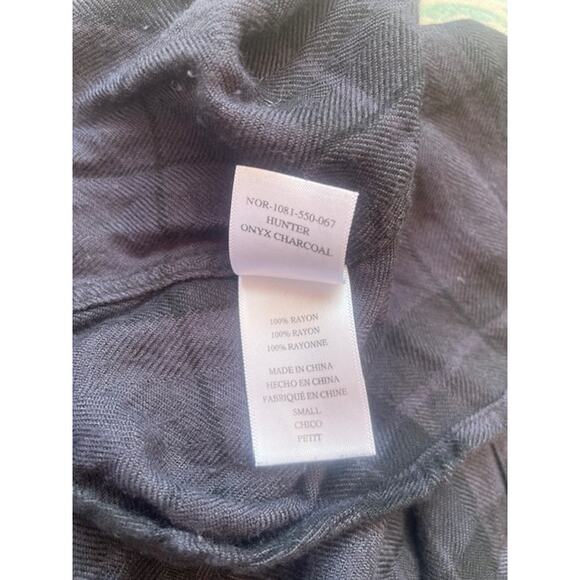 NOR-1081-550-067
HUNTER
ONYX CHARCOAL
100% RAYON
100% RAYON
100% RAYONNE
MADE IN CHINA
HECHO EN CHINA
FABRIQUÉ EN CHINE
SMALL
CHICO
PETIT